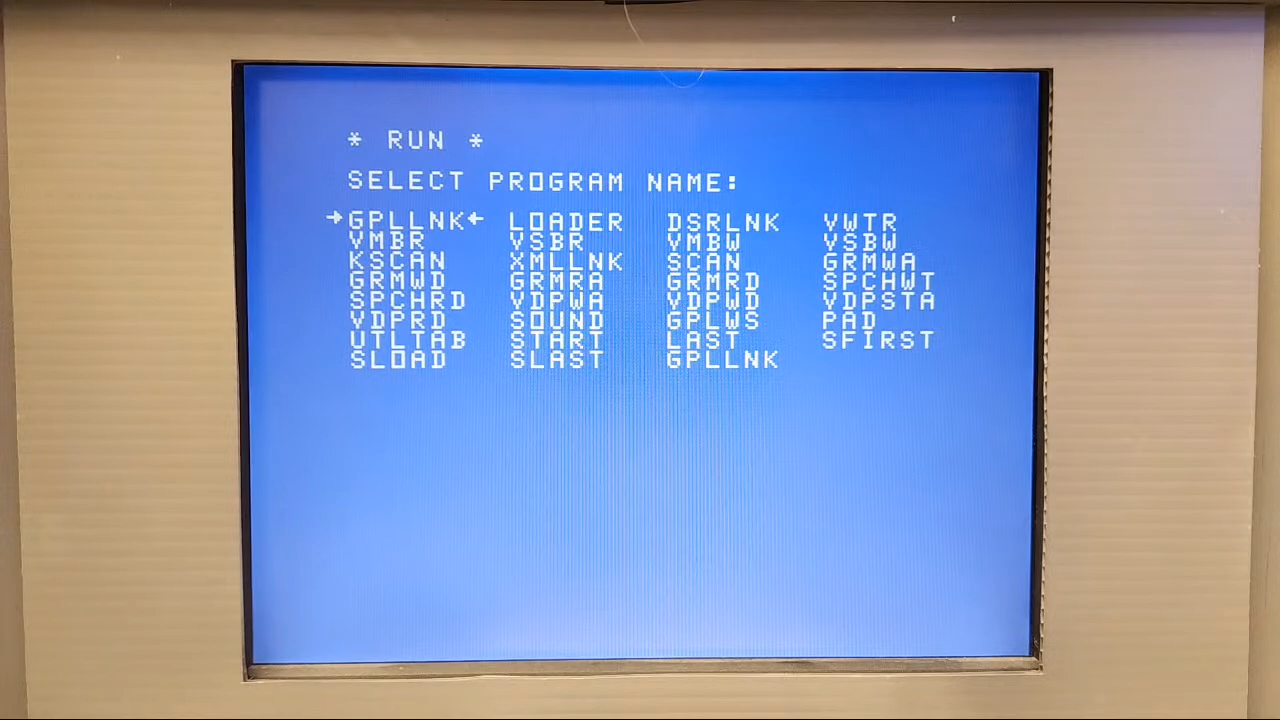 * RUN *
SELECT PROGRAM NAME:
→GPLLNK← LOADER DSRLNK VWTR
VMBR VSBR VMBW VSBW
KSCAN XMLLNK SCAN GRMWA
GRMWD GRMRA GRMRD SPCHWT
SPCHRD VDPWA VDPWD VDPSTA
VDPRD SOUND GPLWS PAD
UTLTAB START LAST SFIRST
SLOAD SLAST GPLLNK